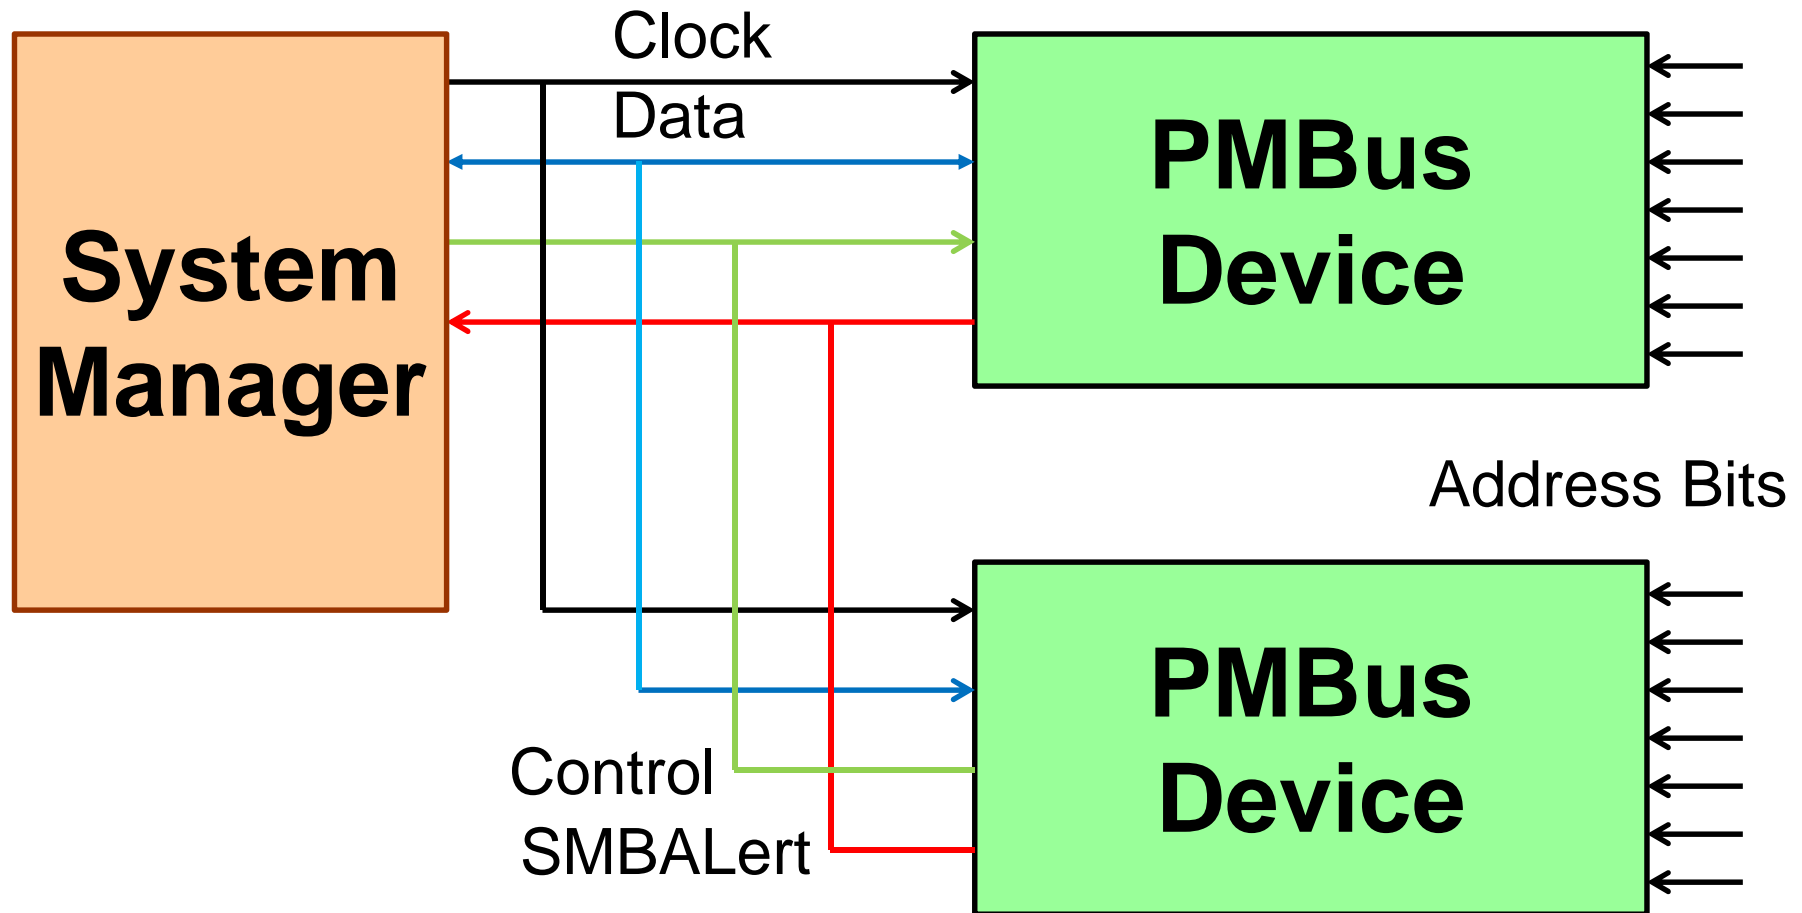 Clock
Data
PMBus
Device
System
Manager
Address Bits
PMBus
Device
Control
SMBALert